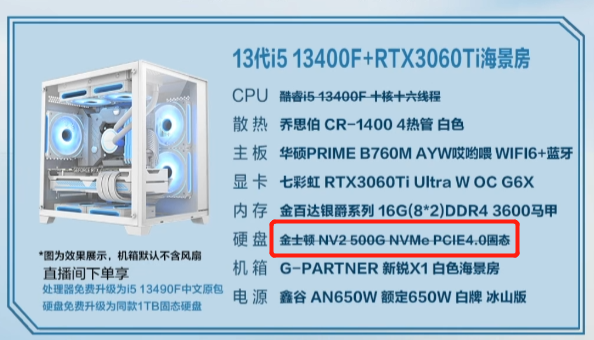 13代i5 13400F+RTX3060Ti海景房
CPU 酷睿i5 13400F 十核十六线程
散热 乔思伯 CR-1400 4热管 白色
主板 华硕PRIME B760M AYW哎哟喂 WIFI6+蓝牙
显卡 七彩虹 RTX3060Ti Ultra W OC G6X
内存 金百达银爵系列 16G(8*2)DDR4 3600马甲
硬盘 金士顿 NV2 500G NVMe PCIE4.0固态
机箱 G-PARTNER 新锐X1 白色海景房
电源 鑫谷 AN650W 额定650W 白牌 冰山版
*图为效果展示，机箱默认不含风扇
直播间下单享
处理器免费升级为i5 13490F中文原包
硬盘免费升级为同款1TB固态硬盘